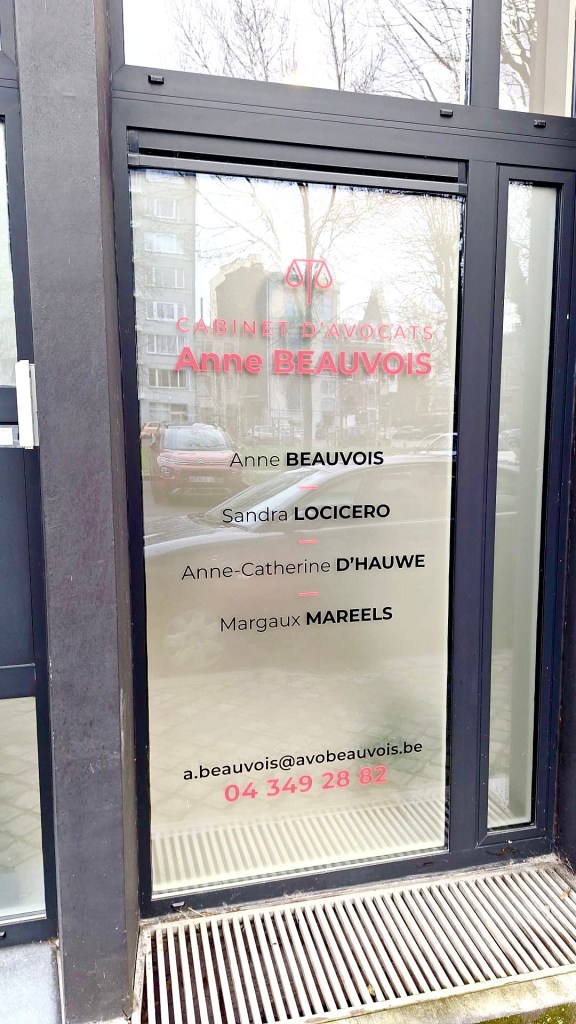 CABINET D'AVOCATS
Anne BEAUVOIS
Anne BEAUVOIS
Sandra LOCICERO
Anne-Catherine D'HAUWE
Margaux MAREELS
a.beauvois@avobeauvois.be
04 349 28 82